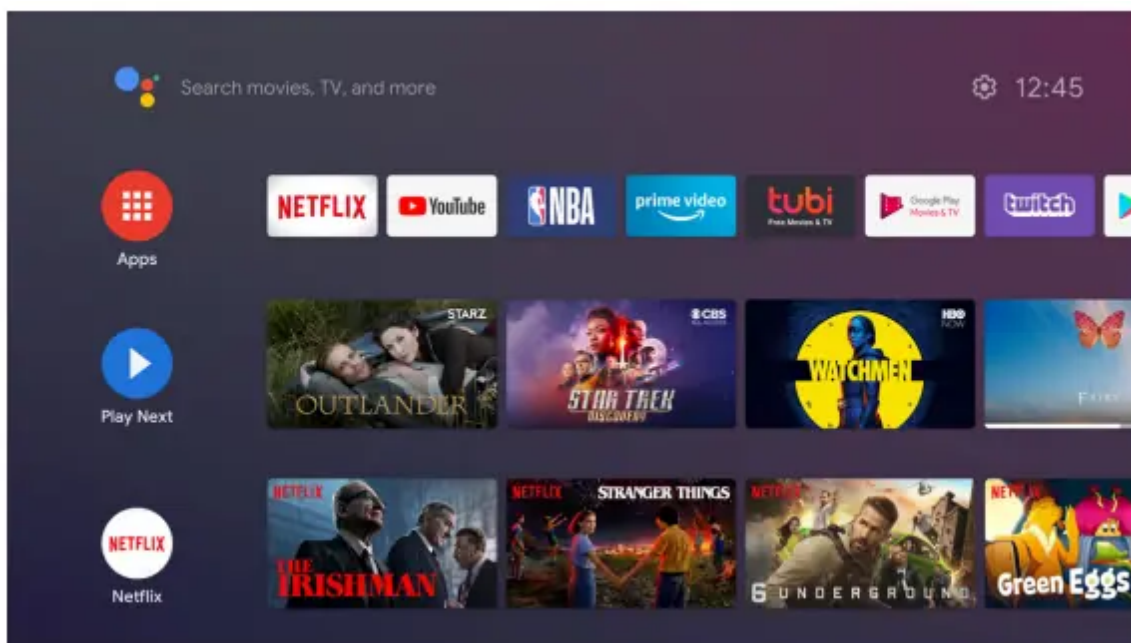 Search movies, TV, and more
12:45
Apps
NETFLIX
YouTube
NBA
prime video
tubi
Free Movies & TV
Google Play
Movies & TV
twitch
Play Next
STARZ
OUTLANDER
CBS
ALL ACCESS
STAR TREK
DISCOVERY
HBO
NOW
WATCHMEN
NETFLIX
Netflix
NETFLIX
THE
IRISHMAN
NETFLIX
STRANGER THINGS
NETFLIX
6 UNDERGROUND
Green Eggs